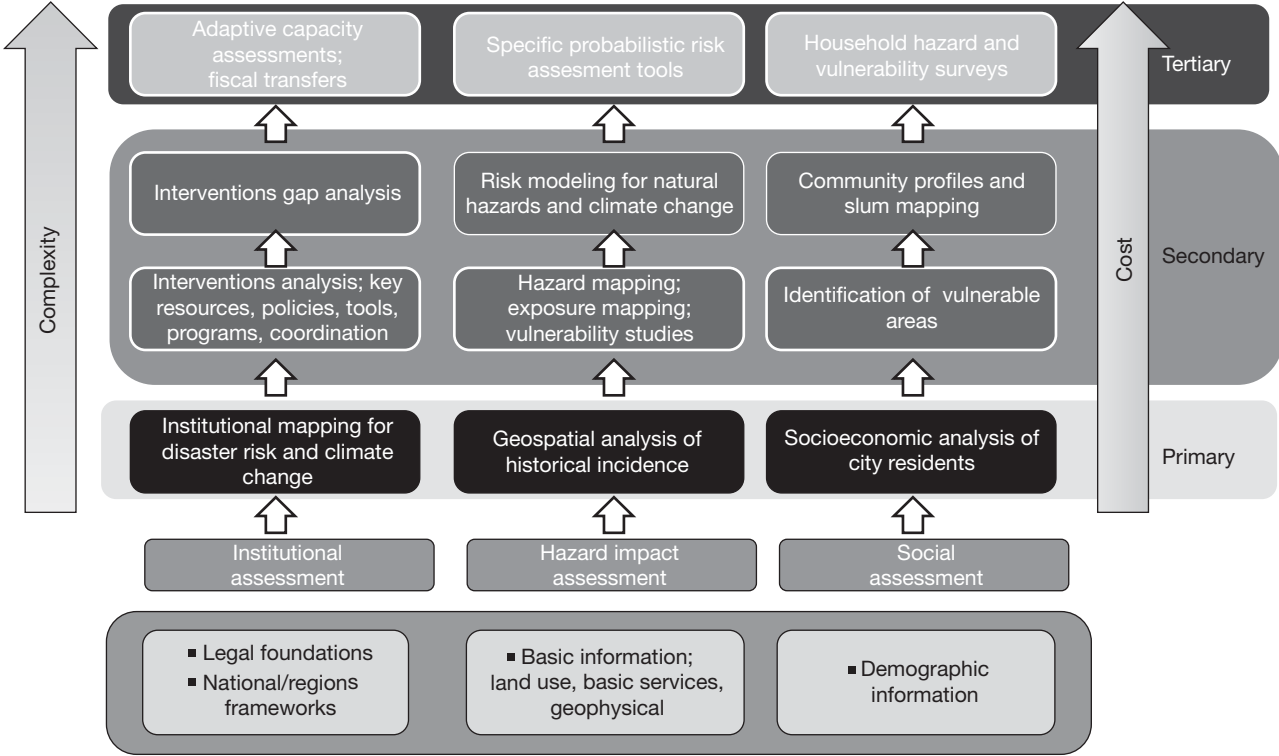 Adaptive capacity
assessments;
fiscal transfers
Specific probabilistic risk
assesment tools
Household hazard and
vulnerability surveys
Tertiary
Interventions gap analysis
Risk modeling for natural
hazards and climate change
Community profiles and
slum mapping
Complexity
Cost
Secondary
Interventions analysis; key
resources, policies, tools,
programs, coordination
Hazard mapping;
exposure mapping;
vulnerability studies
Identification of vulnerable
areas
Institutional mapping for
disaster risk and climate
change
Geospatial analysis of
historical incidence
Socioeconomic analysis of
city residents
Primary
Institutional
assessment
Hazard impact
assessment
Social
assessment
▪ Legal foundations
▪ National/regions
frameworks
▪ Basic information;
land use, basic services,
geophysical
▪ Demographic
information